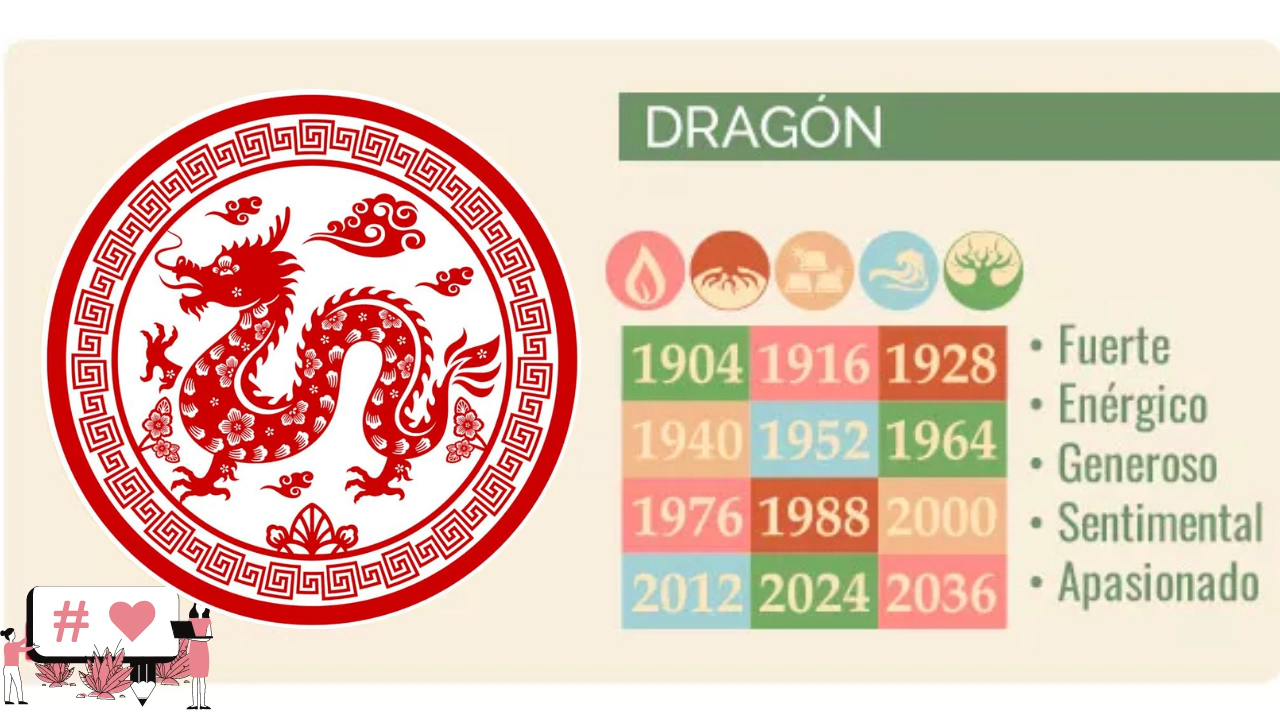 DRAGÓN
1904 1916 1928
1940 1952 1964
1976 1988 2000
2012 2024 2036
• Fuerte
• Enérgico
• Generoso
• Sentimental
• Apasionado
#